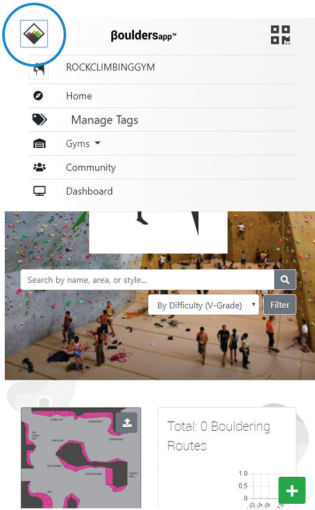 βouldersapp™
ROCKCLIMBINGGYM
Home
Manage Tags
Gyms
Community
Dashboard
Search by name, area, or style...
By Difficulty (V-Grade)
Filter
Total: 0 Bouldering
Routes
1.0
0.5
0